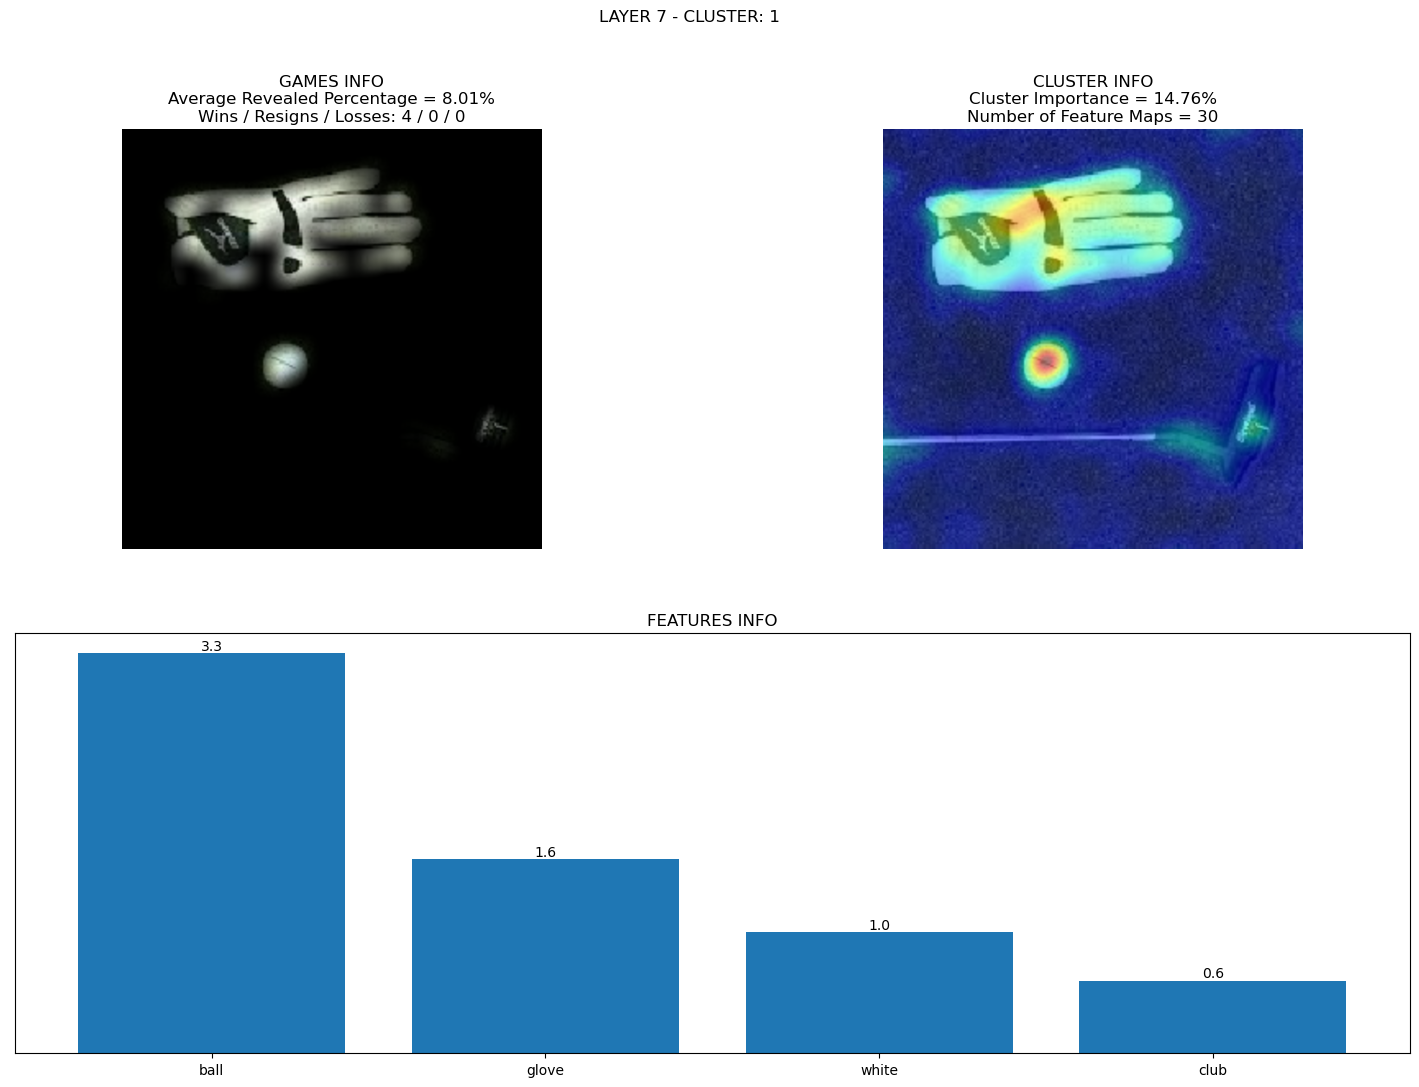 LAYER 7 - CLUSTER: 1
GAMES INFO
Average Revealed Percentage = 8.01%
Wins / Resigns / Losses: 4 / 0 / 0
CLUSTER INFO
Cluster Importance = 14.76%
Number of Feature Maps = 30
FEATURES INFO
3.3
1.6
1.0
0.6
ball
glove
white
club